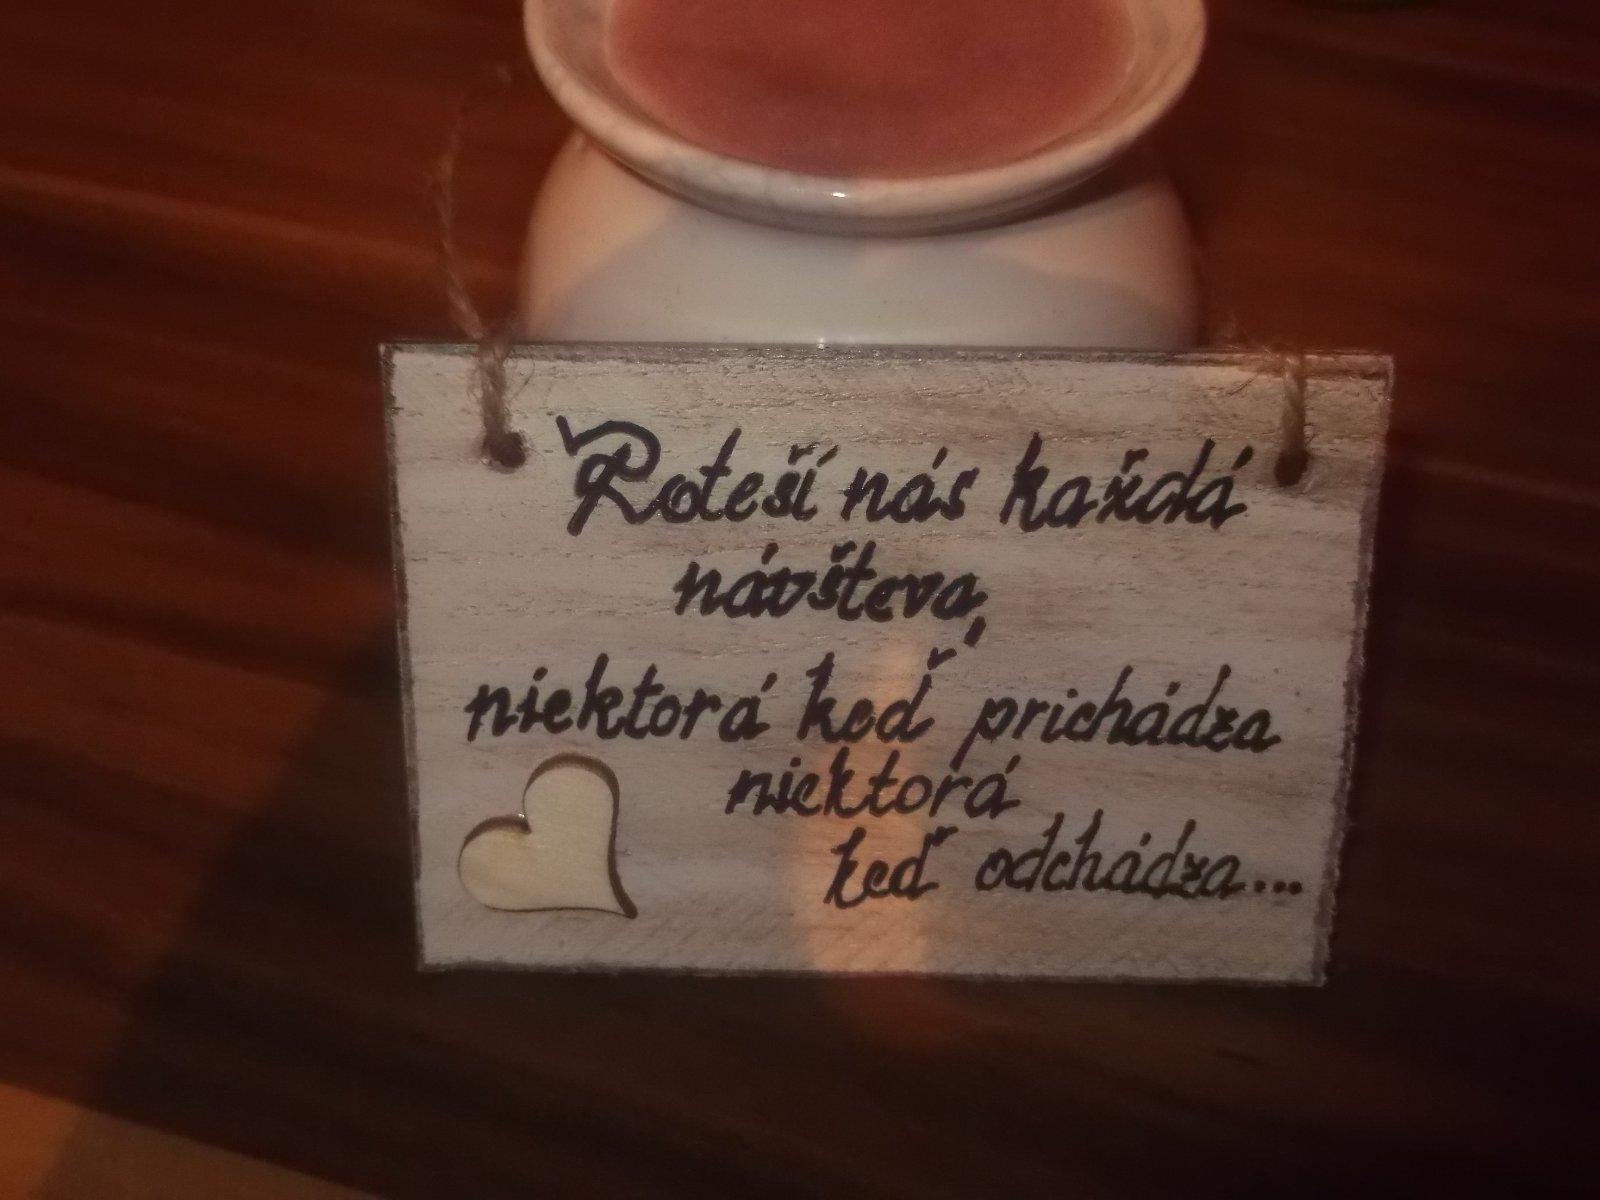 Poteší nás každá
návšteva,
niektorá keď prichádza
niektorá
keď odchádza...